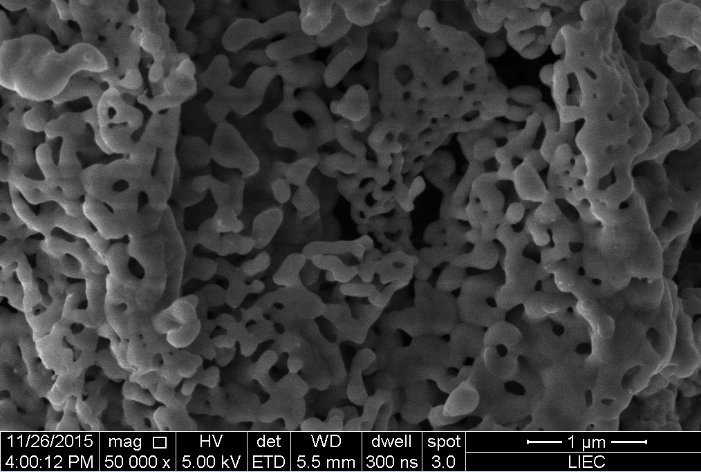 11/26/2015 mag HV det WD dwell spot 1 µm
4:00:12 PM 50 000 x 5.00 kV ETD 5.5 mm 300 ns 3.0 LIEC